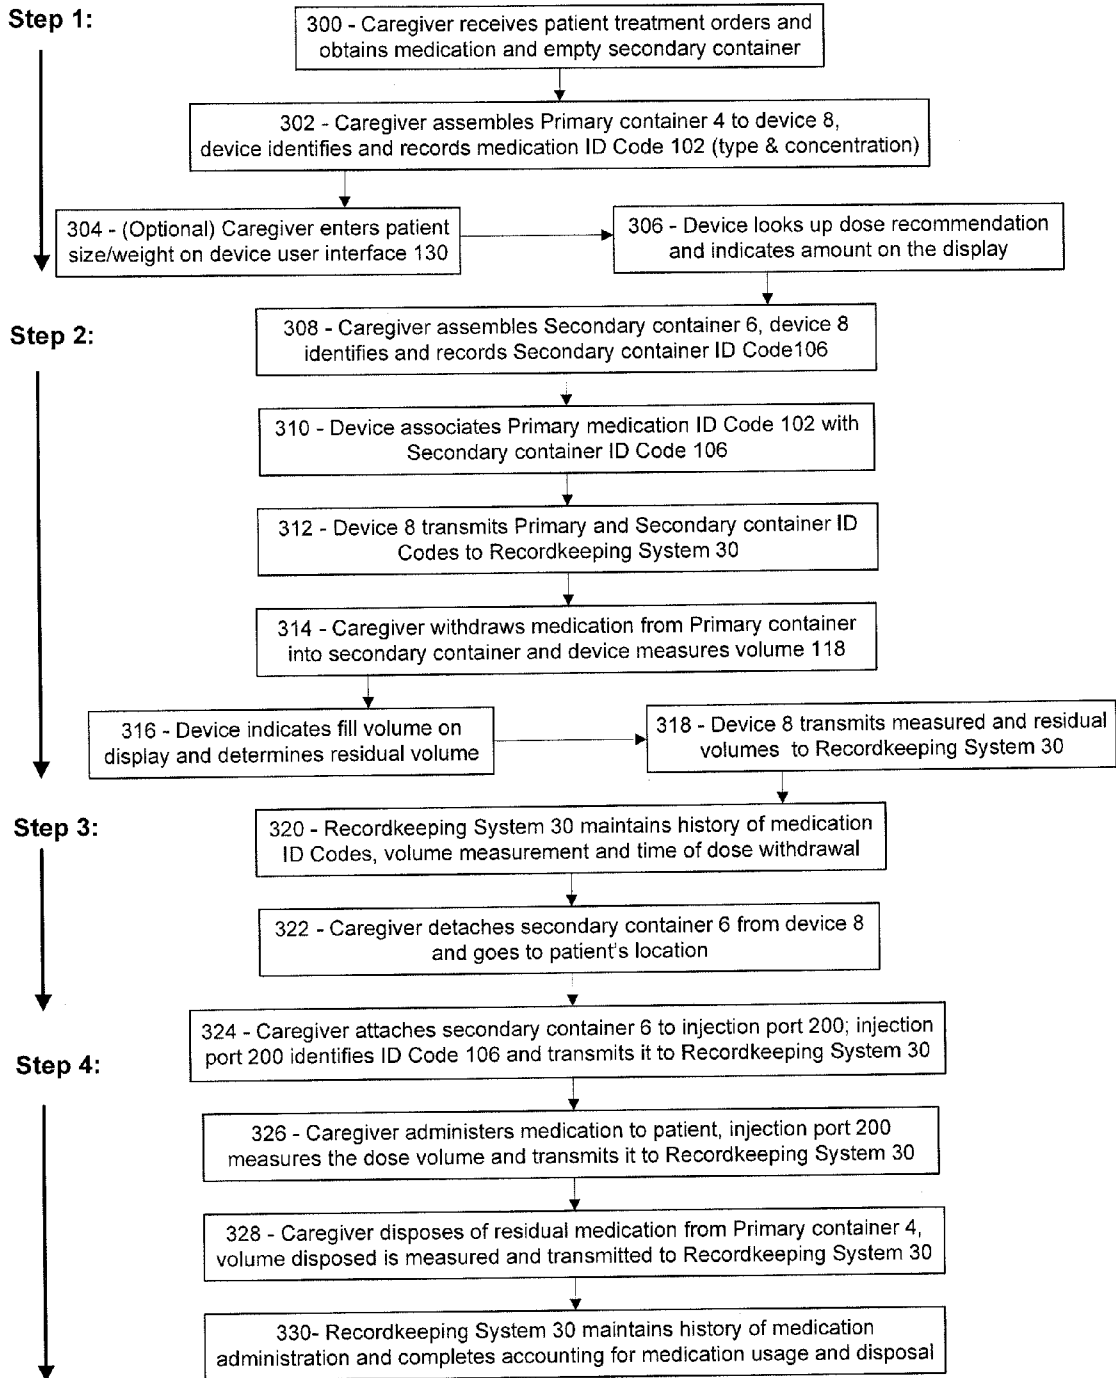 Step 1:
300 - Caregiver receives patient treatment orders and
obtains medication and empty secondary container
302 - Caregiver assembles Primary container 4 to device 8,
device identifies and records medication ID Code 102 (type & concentration)
304 - (Optional) Caregiver enters patient
size/weight on device user interface 130
306 - Device looks up dose recommendation
and indicates amount on the display
Step 2:
308 - Caregiver assembles Secondary container 6, device 8
identifies and records Secondary container ID Code106
310 - Device associates Primary medication ID Code 102 with
Secondary container ID Code 106
312 - Device 8 transmits Primary and Secondary container ID
Codes to Recordkeeping System 30
314 - Caregiver withdraws medication from Primary container
into secondary container and device measures volume 118
316 - Device indicates fill volume on
display and determines residual volume
318 - Device 8 transmits measured and residual
volumes to Recordkeeping System 30
Step 3:
320 - Recordkeeping System 30 maintains history of medication
ID Codes, volume measurement and time of dose withdrawal
322 - Caregiver detaches secondary container 6 from device 8
and goes to patient's location
324 - Caregiver attaches secondary container 6 to injection port 200; injection
port 200 identifies ID Code 106 and transmits it to Recordkeeping System 30
Step 4:
326 - Caregiver administers medication to patient, injection port 200
measures the dose volume and transmits it to Recordkeeping System 30
328 - Caregiver disposes of residual medication from Primary container 4,
volume disposed is measured and transmitted to Recordkeeping System 30
330- Recordkeeping System 30 maintains history of medication
administration and completes accounting for medication usage and disposal